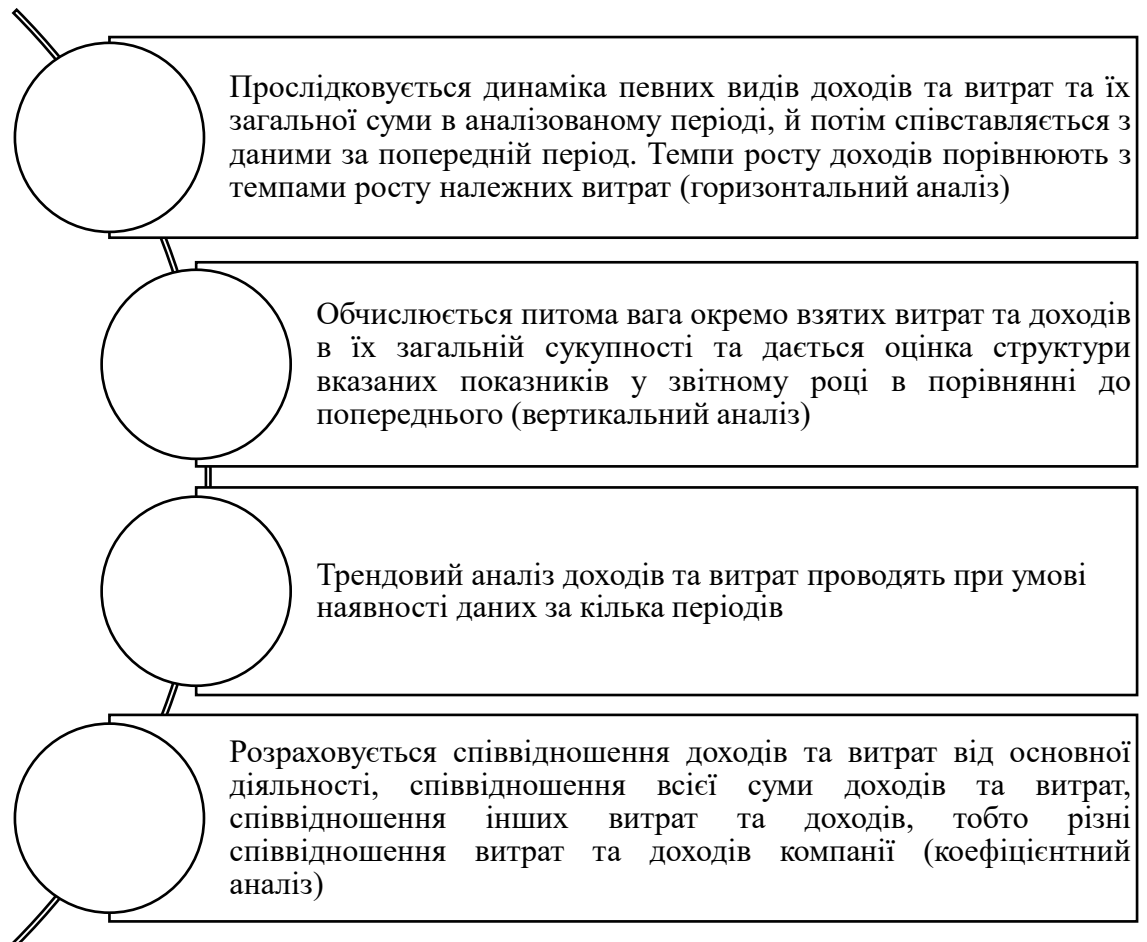 Прослідковується динаміка певних видів доходів та витрат та їх
загальної суми в аналізованому періоді, й потім співставляється з
даними за попередній період. Темпи росту доходів порівнюють з
темпами росту належних витрат (горизонтальний аналіз)
Обчислюється питома вага окремо взятих витрат та доходів
в їх загальній сукупності та дається оцінка структури
вказаних показників у звітному році в порівнянні до
попереднього (вертикальний аналіз)
Трендовий аналіз доходів та витрат проводять при умові
наявності даних за кілька періодів
Розраховується співвідношення доходів та витрат від основної
діяльності, співвідношення всієї суми доходів та витрат,
співвідношення інших витрат та доходів, тобто різні
співвідношення витрат та доходів компанії (коефіцієнтний
аналіз)